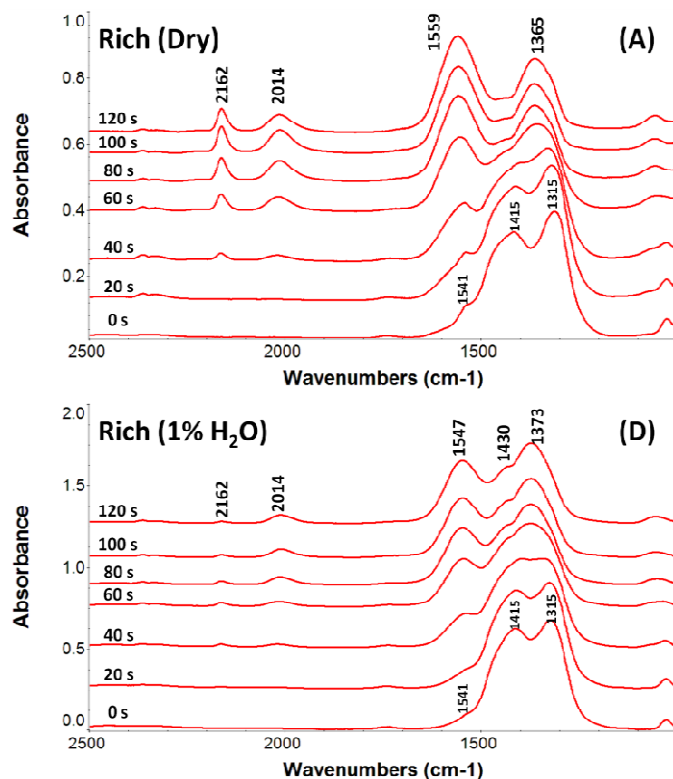 Rich (Dry)
(A)
Absorbance
1.0
0.8
0.6
0.4
0.2
2162
2014
1559
1365
120 s
100 s
80 s
60 s
40 s
20 s
0 s
1541
1415
1315
2500
2000
1500
Wavenumbers (cm-1)
Rich (1% H₂O)
(D)
Absorbance
2.0
1.5
1.0
0.5
0.0
2162
2014
1547
1430
1373
120 s
100 s
80 s
60 s
40 s
20 s
0 s
1541
1415
1315
2500
2000
1500
Wavenumbers (cm-1)